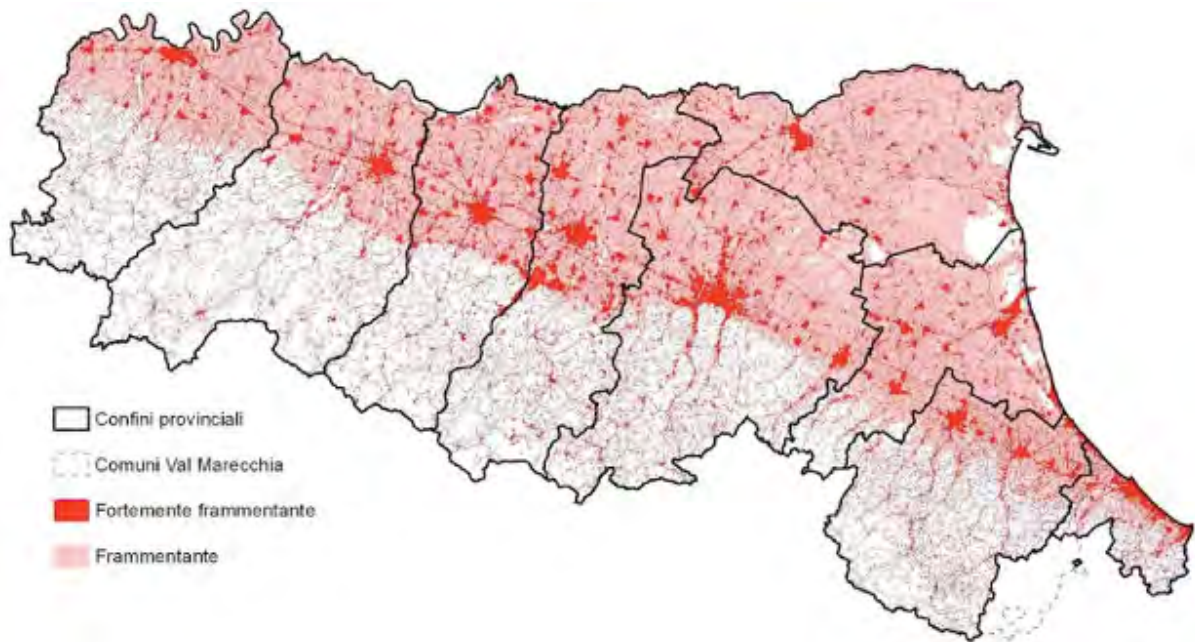 Confini provinciali
Comuni Val Marecchia
Fortemente frammentante
Frammentante